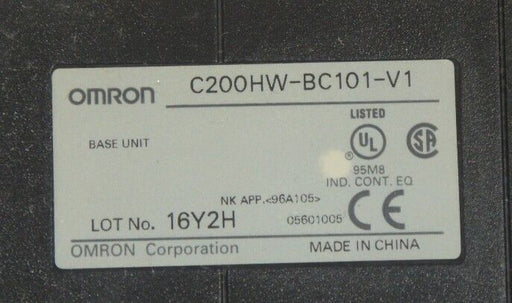 OMRON C200HW-BC101-V1
LISTED
BASE UNIT
UL ® SA
95M8
IND. CONT. EQ
NK APP.<96A105>
LOT No. 16Y2H 05601005 CE
OMRON Corporation MADE IN CHINA